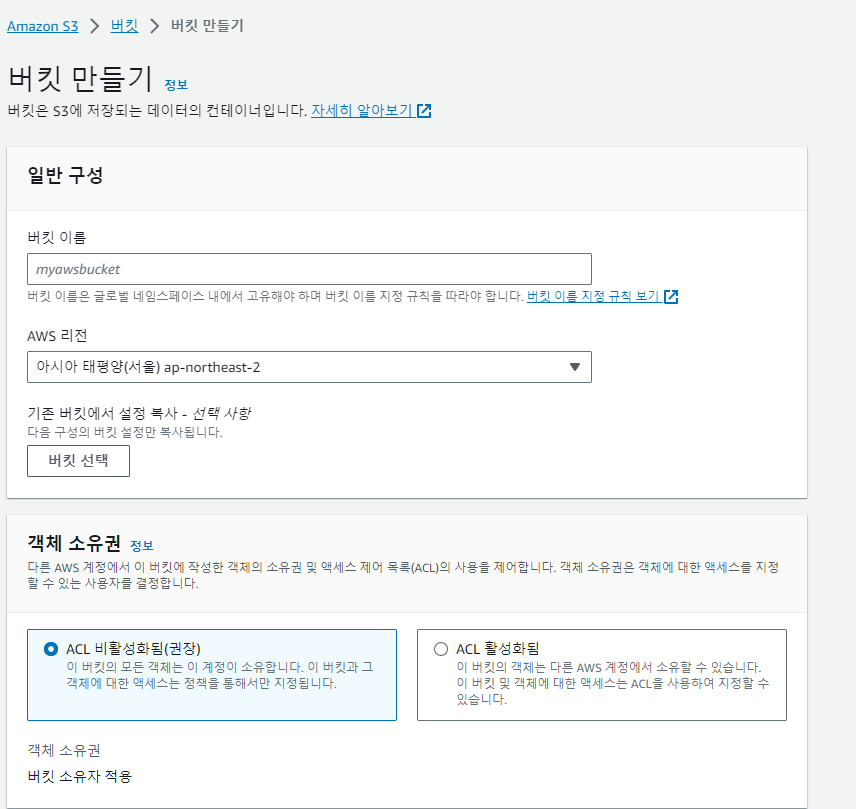 Amazon S3 > 버킷 > 버킷 만들기
버킷 만들기 정보
버킷은 S3에 저장되는 데이터의 컨테이너입니다. 자세히 알아보기
일반 구성
버킷 이름
myawsbucket
버킷 이름은 글로벌 네임스페이스 내에서 고유해야 하며 버킷 이름 지정 규칙을 따라야 합니다. 버킷 이름 지정 규칙 보기
AWS 리전
아시아 태평양(서울) ap-northeast-2
기존 버킷에서 설정 복사 - 선택 사항
다음 구성의 버킷 설정만 복사됩니다.
버킷 선택
객체 소유권 정보
다른 AWS 계정에서 이 버킷에 작성한 객체의 소유권 및 액세스 제어 목록(ACL)의 사용을 제어합니다. 객체 소유권은 객체에 대한 액세스를 지정
할 수 있는 사용자를 결정합니다.
ACL 비활성화됨(권장)
이 버킷의 모든 객체는 이 계정이 소유합니다. 이 버킷과 그
객체에 대한 액세스는 정책을 통해서만 지정됩니다.
ACL 활성화됨
이 버킷의 객체는 다른 AWS 계정에서 소유할 수 있습니다.
이 버킷 및 객체에 대한 액세스는 ACL을 사용하여 지정할 수
있습니다.
객체 소유권
버킷 소유자 적용